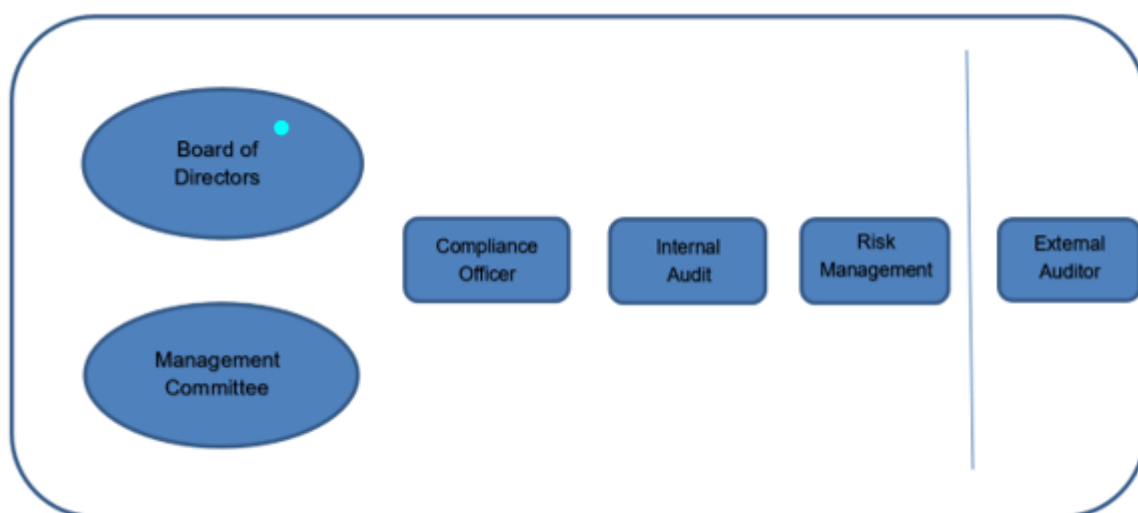 Board of
Directors
Compliance
Officer
Internal
Audit
Risk
Management
External
Auditor
Management
Committee